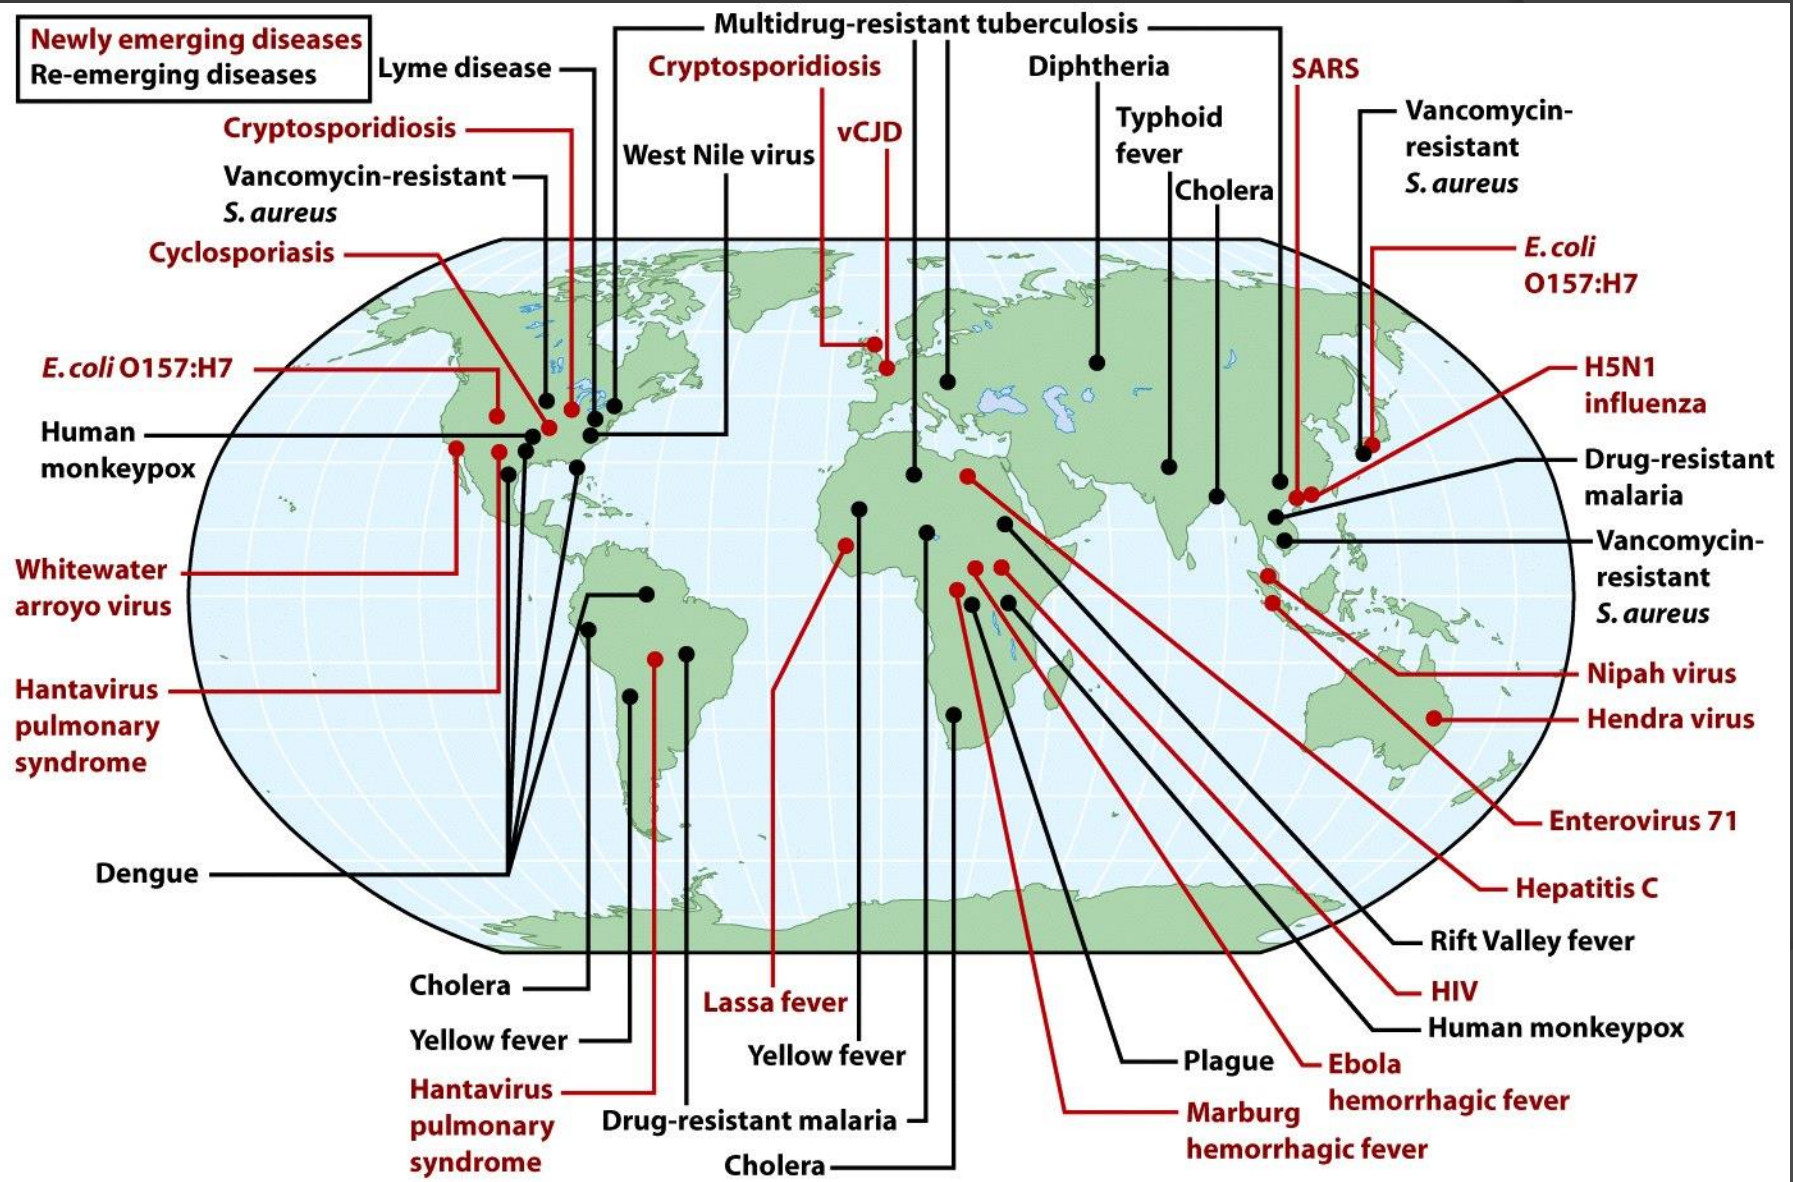 Newly emerging diseases
Re-emerging diseases
Multidrug-resistant tuberculosis
Lyme disease
Cryptosporidiosis
Diphtheria
SARS
Cryptosporidiosis
vCJD
Typhoid
fever
Vancomycin-
resistant
S. aureus
West Nile virus
Vancomycin-resistant
S. aureus
Cholera
Cyclosporiasis
E. coli
O157:H7
E. coli O157:H7
H5N1
influenza
Human
monkeypox
Drug-resistant
malaria
Vancomycin-
resistant
S. aureus
Whitewater
arroyo virus
Nipah virus
Hantavirus
pulmonary
syndrome
Hendra virus
Enterovirus 71
Dengue
Hepatitis C
Rift Valley fever
Cholera
Lassa fever
HIV
Yellow fever
Human monkeypox
Yellow fever
Plague
Ebola
hemorrhagic fever
Hantavirus
pulmonary
syndrome
Drug-resistant malaria
Marburg
hemorrhagic fever
Cholera